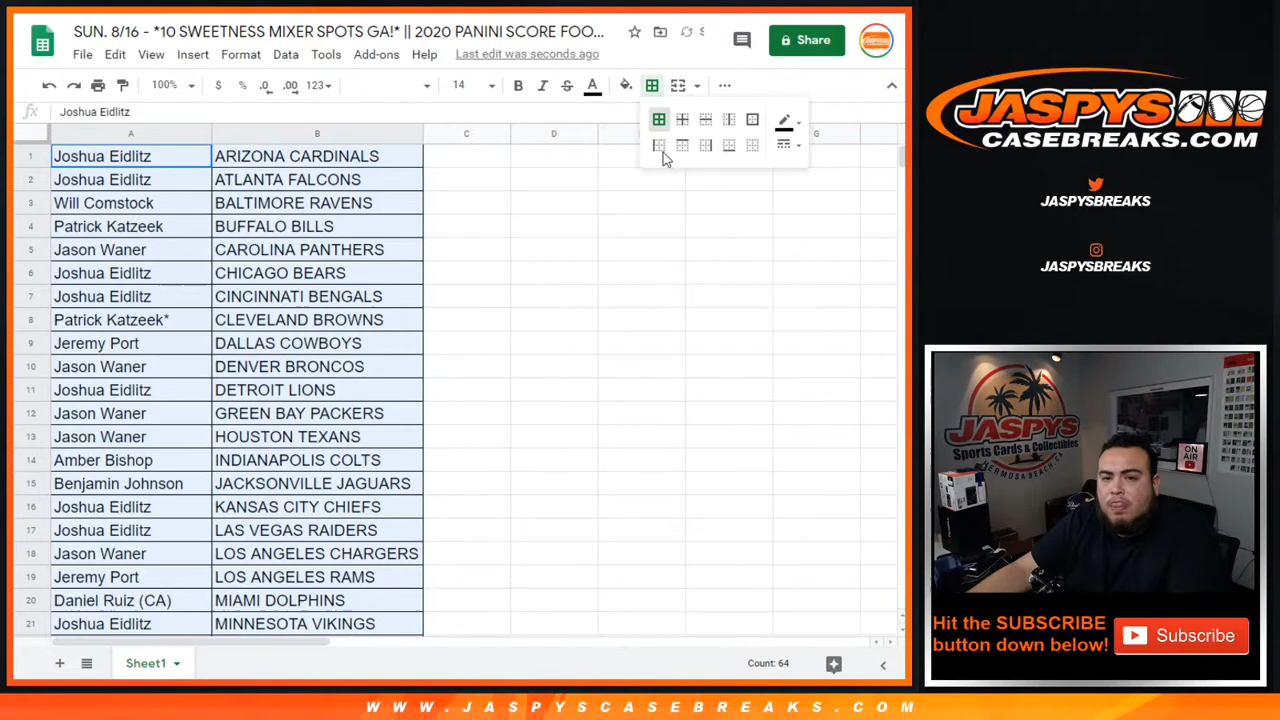 SUN. 8/16 - *10 SWEETNESS MIXER SPOTS GA!* || 2020 PANINI SCORE FOO...
File Edit View Insert Format Data Tools Add-ons Help Last edit was seconds ago
Share
100% $ % .0 .00 123 14 B I S A
fx Joshua Eidlitz
A B C D G
1 Joshua Eidlitz ARIZONA CARDINALS
2 Joshua Eidlitz ATLANTA FALCONS
3 Will Comstock BALTIMORE RAVENS
4 Patrick Katzeek BUFFALO BILLS
5 Jason Waner CAROLINA PANTHERS
6 Joshua Eidlitz CHICAGO BEARS
7 Joshua Eidlitz CINCINNATI BENGALS
8 Patrick Katzeek* CLEVELAND BROWNS
9 Jeremy Port DALLAS COWBOYS
10 Jason Waner DENVER BRONCOS
11 Joshua Eidlitz DETROIT LIONS
12 Jason Waner GREEN BAY PACKERS
13 Jason Waner HOUSTON TEXANS
14 Amber Bishop INDIANAPOLIS COLTS
15 Benjamin Johnson JACKSONVILLE JAGUARS
16 Joshua Eidlitz KANSAS CITY CHIEFS
17 Joshua Eidlitz LAS VEGAS RAIDERS
18 Jason Waner LOS ANGELES CHARGERS
19 Jeremy Port LOS ANGELES RAMS
20 Daniel Ruiz (CA) MIAMI DOLPHINS
21 Joshua Eidlitz MINNESOTA VIKINGS
Sheet1
Count: 64
JASPYS
CASEBREAKS.COM
JASPYSBREAKS
JASPYSBREAKS
JASPYS
Sports Cards & Collectibles
HERMOSA BEACH, CA
ON AIR
Hit the SUBSCRIBE
button down below!
Subscribe
WWW.JASPYSCASEBREAKS.COM